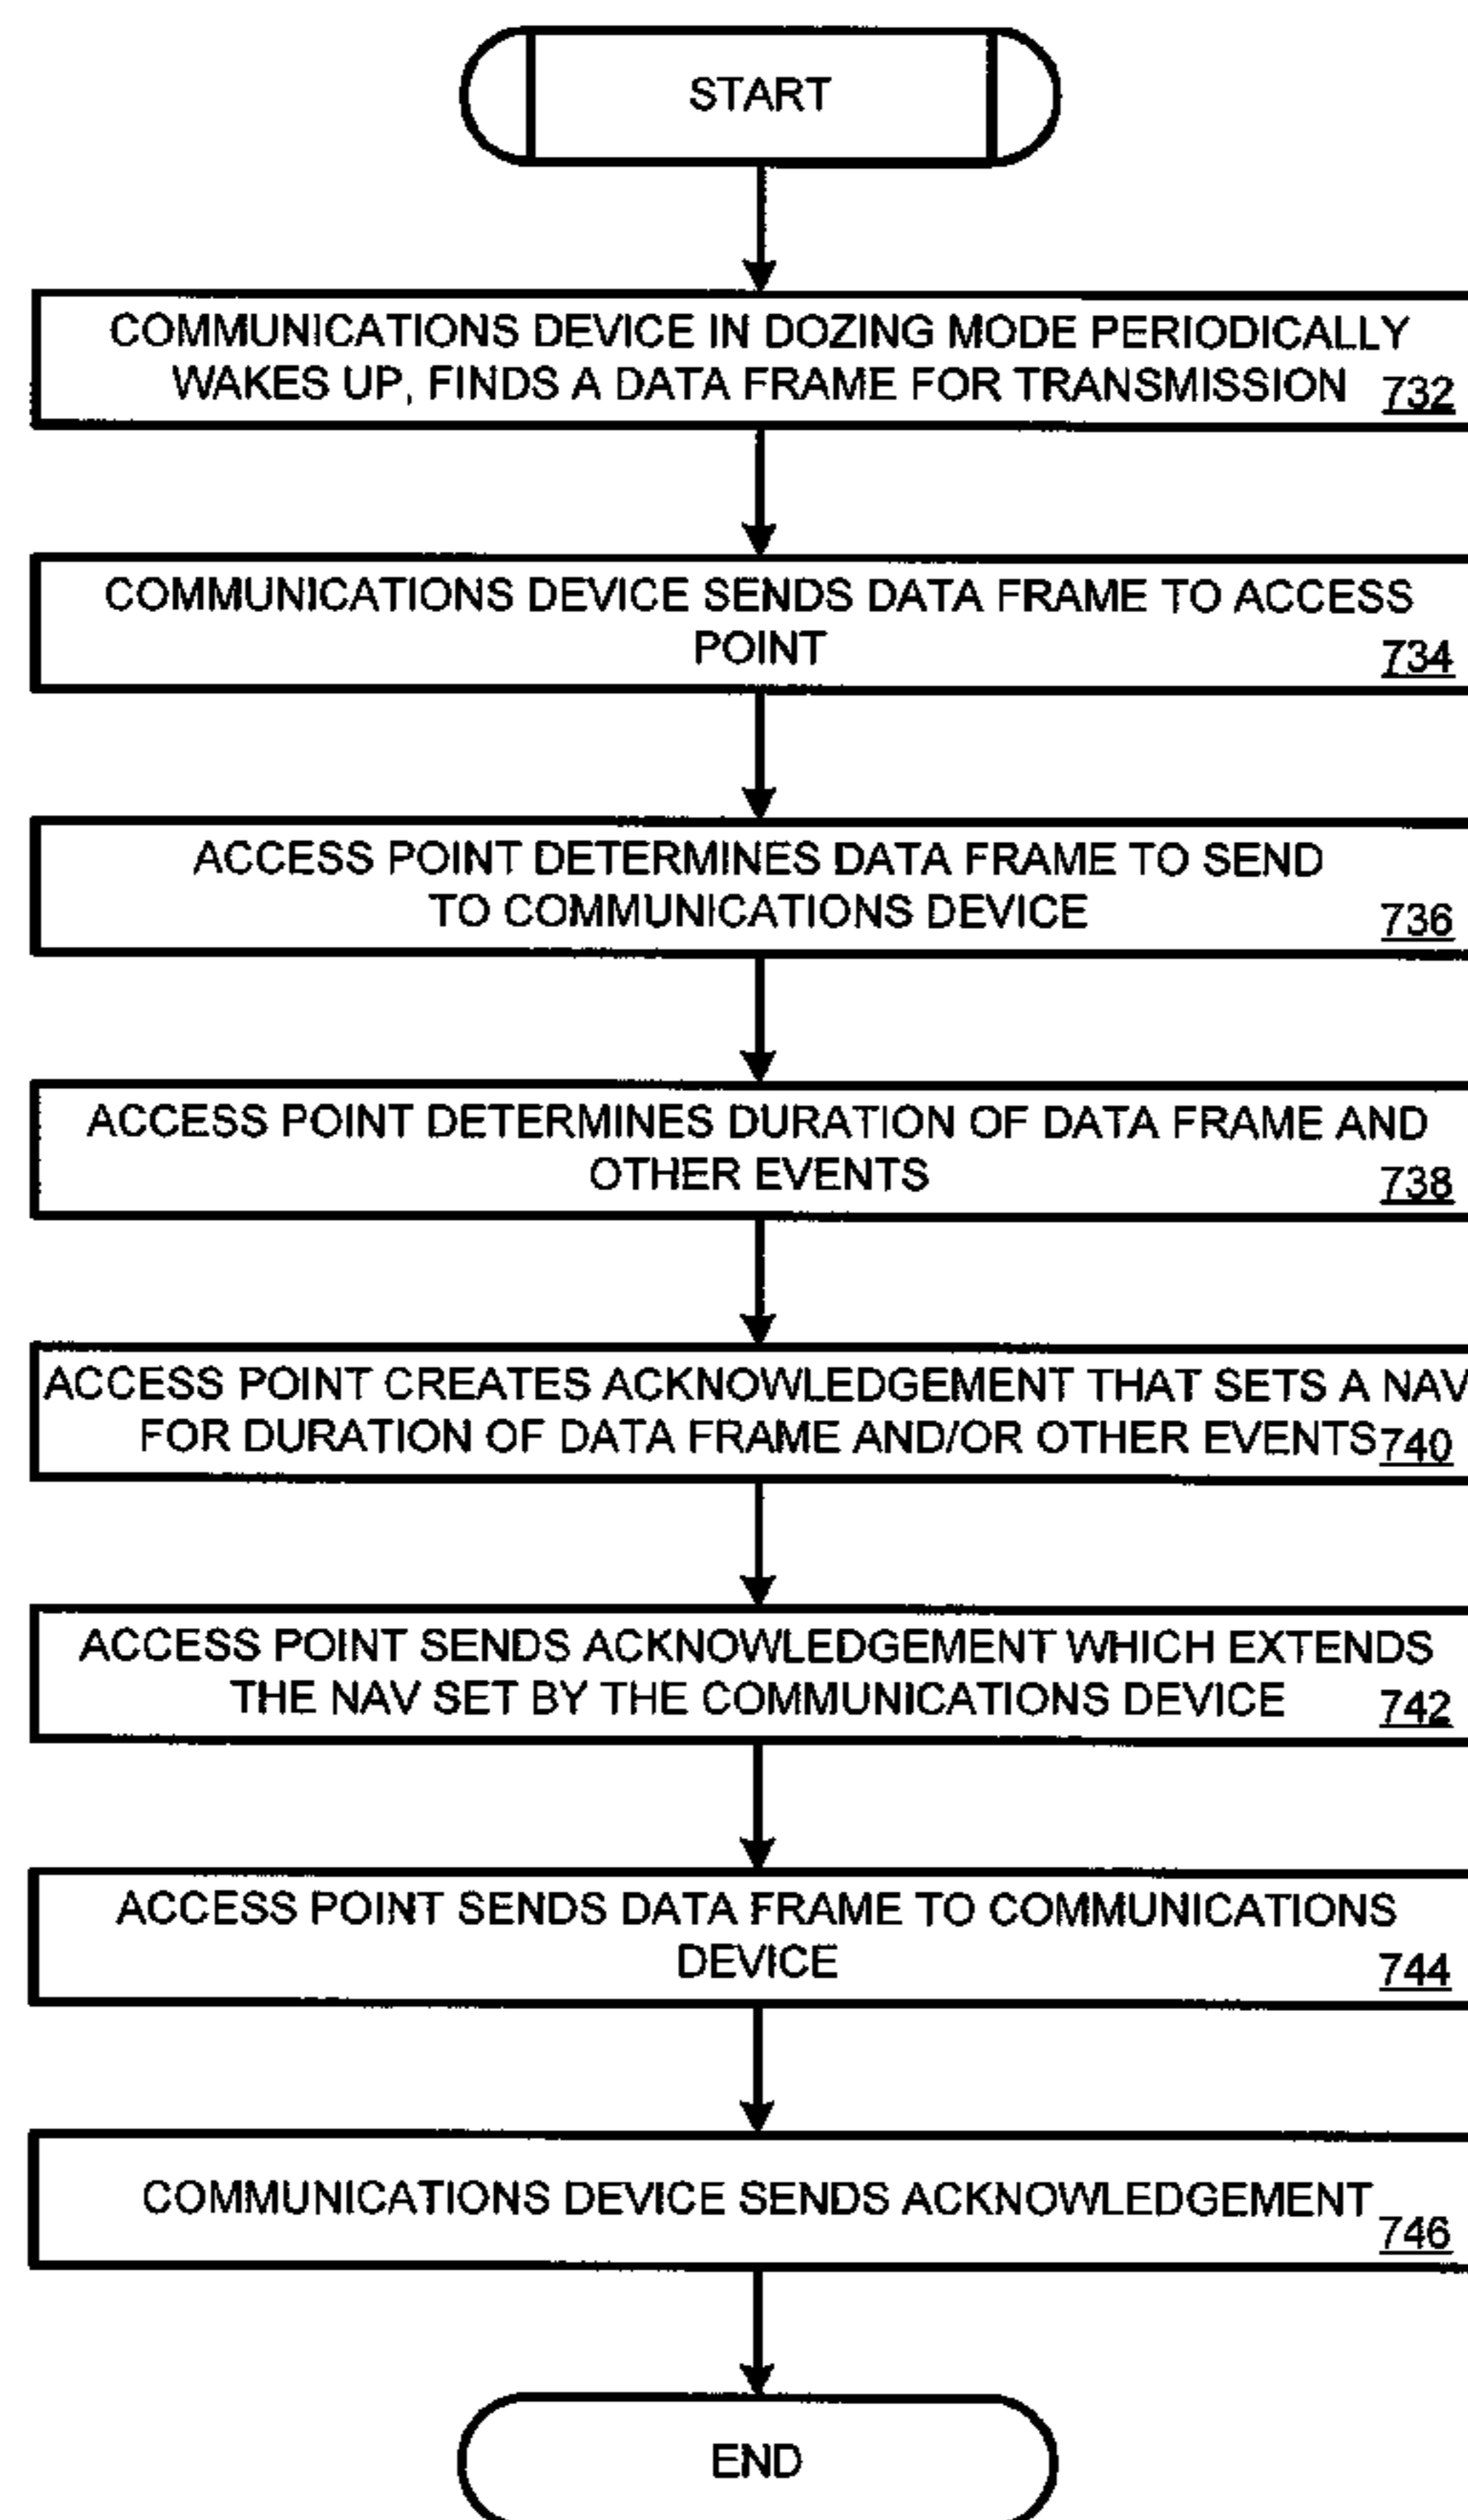 START
COMMUNICATIONS DEVICE IN DOZING MODE PERIODICALLY
WAKES UP, FINDS A DATA FRAME FOR TRANSMISSION 732
COMMUNICATIONS DEVICE SENDS DATA FRAME TO ACCESS
POINT 734
ACCESS POINT DETERMINES DATA FRAME TO SEND
TO COMMUNICATIONS DEVICE 736
ACCESS POINT DETERMINES DURATION OF DATA FRAME AND
OTHER EVENTS 738
ACCESS POINT CREATES ACKNOWLEDGEMENT THAT SETS A NAV
FOR DURATION OF DATA FRAME AND/OR OTHER EVENTS 740
ACCESS POINT SENDS ACKNOWLEDGEMENT WHICH EXTENDS
THE NAV SET BY THE COMMUNICATIONS DEVICE 742
ACCESS POINT SENDS DATA FRAME TO COMMUNICATIONS
DEVICE 744
COMMUNICATIONS DEVICE SENDS ACKNOWLEDGEMENT
746
END